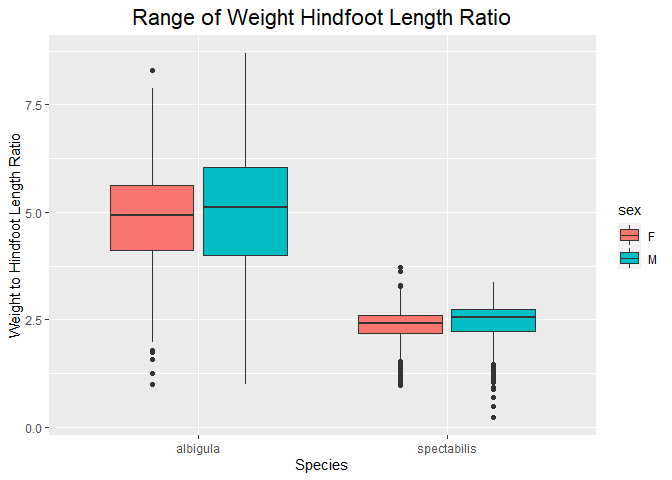 Range of Weight Hindfoot Length Ratio
Weight to Hindfoot Length Ratio
7.5
5.0
2.5
0.0
albigula
spectabilis
Species
sex
F
M